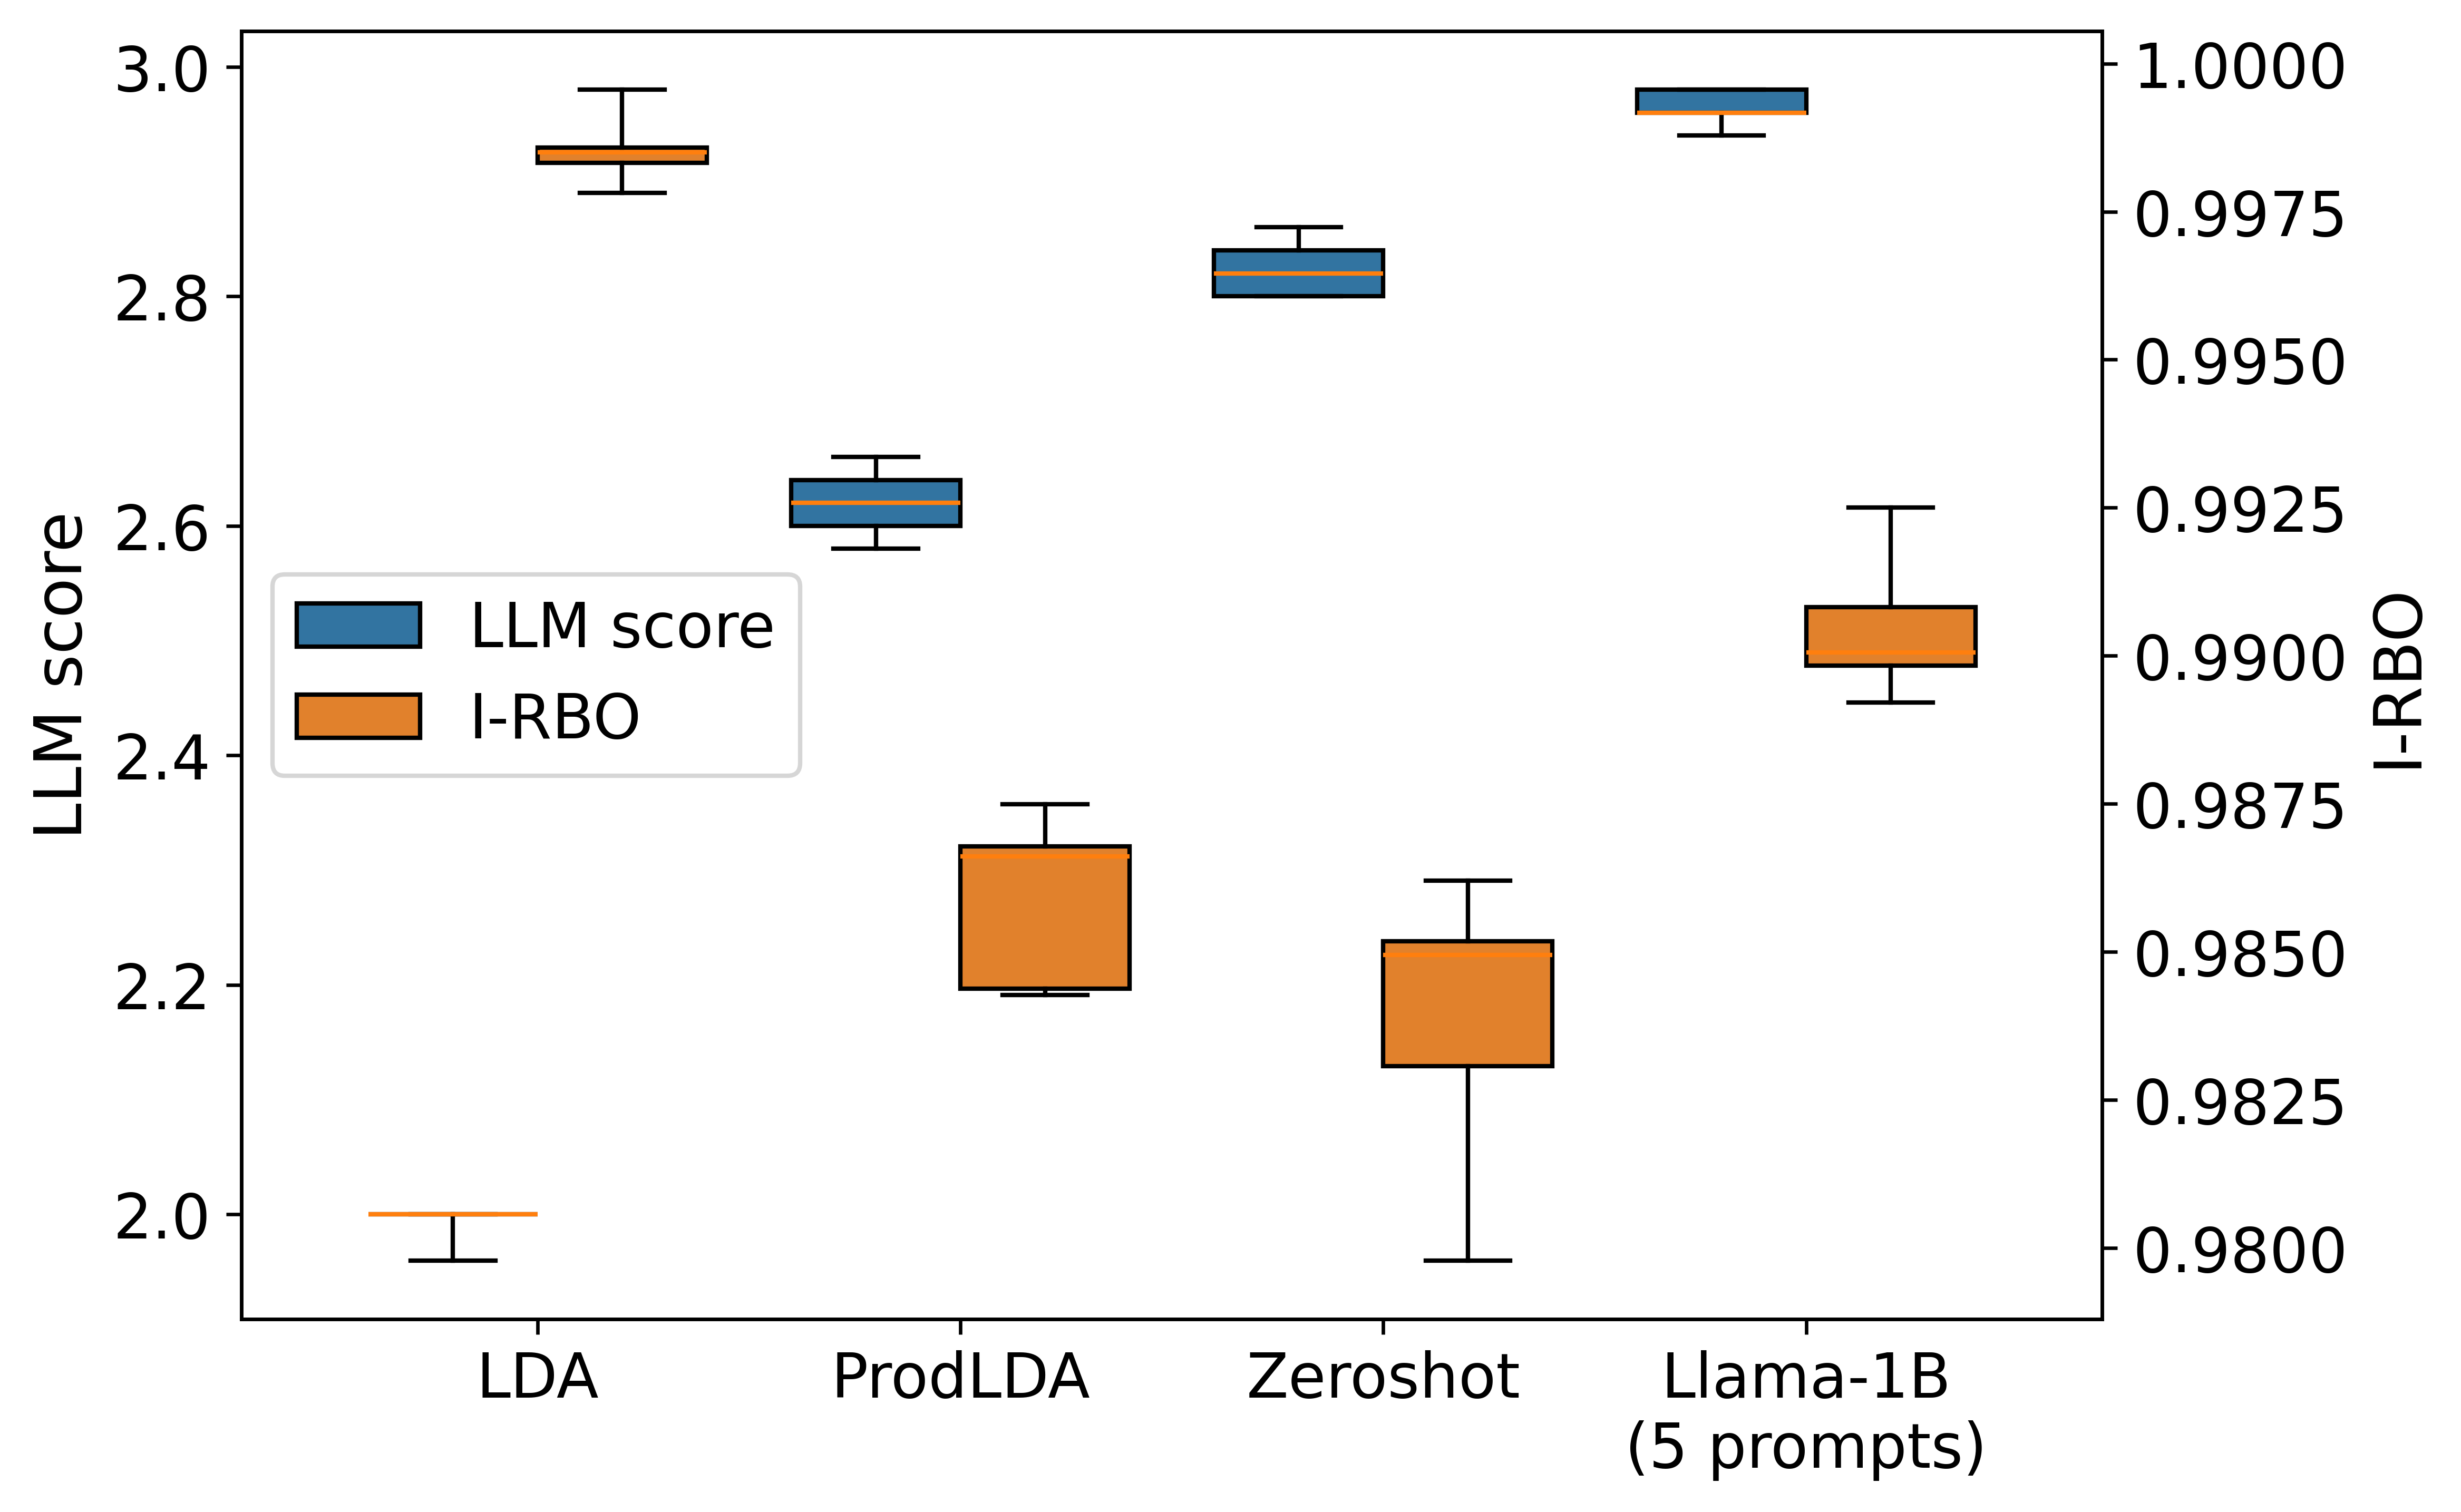 3.0
2.8
2.6
2.4
2.2
2.0
LLM score
LLM score
I-RBO
1.0000
0.9975
0.9950
0.9925
0.9900
0.9875
0.9850
0.9825
0.9800
I-RBO
LDA
ProdLDA
Zeroshot
Llama-1B
(5 prompts)